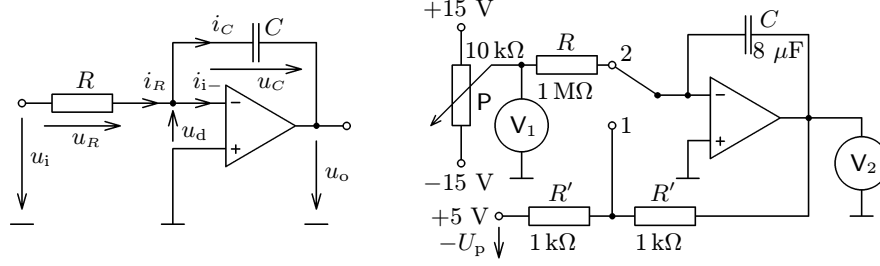 i_C C
R i_R i_i− u_C
−
u_R u_d
+
u_i u_o
+15 V
10 kΩ R 2 C
8 μF
P 1 MΩ
V_1
−
1
+
V_2
−15 V
R′ R′
+5 V
−U_p 1 kΩ 1 kΩ